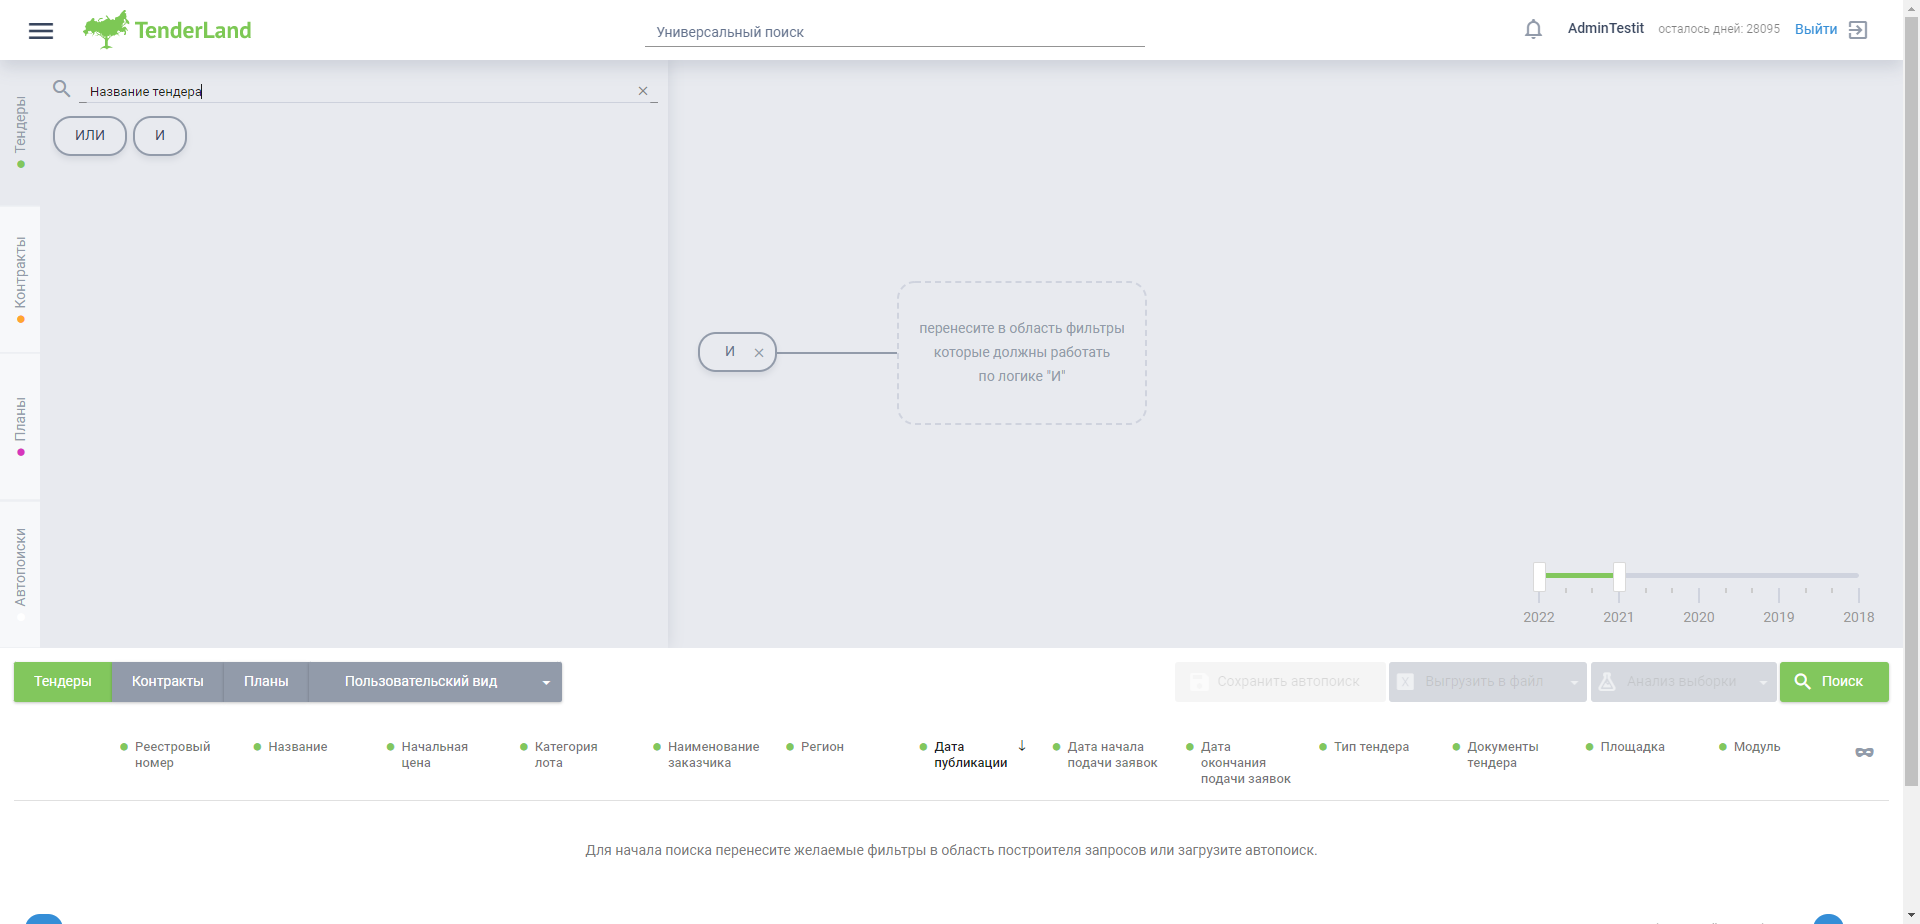 TenderLand
Универсальный поиск
AdminTestit
осталось дней: 28095
Выйти
Название тендера
ИЛИ
И
Тендеры
Контракты
Планы
Автопоиски
И
перенесите в область фильтры
которые должны работать
по логике "И"
2022
2021
2020
2019
2018
Тендеры
Контракты
Планы
Пользовательский вид
Сохранить автопоиск
Выгрузить в файл
Анализ выборки
Поиск
Реестровый
номер
Название
Начальная
цена
Категория
лота
Наименование
заказчика
Регион
Дата
публикации
Дата начала
подачи заявок
Дата
окончания
подачи заявок
Тип тендера
Документы
тендера
Площадка
Модуль
Для начала поиска перенесите желаемые фильтры в область построителя запросов или загрузите автопоиск.